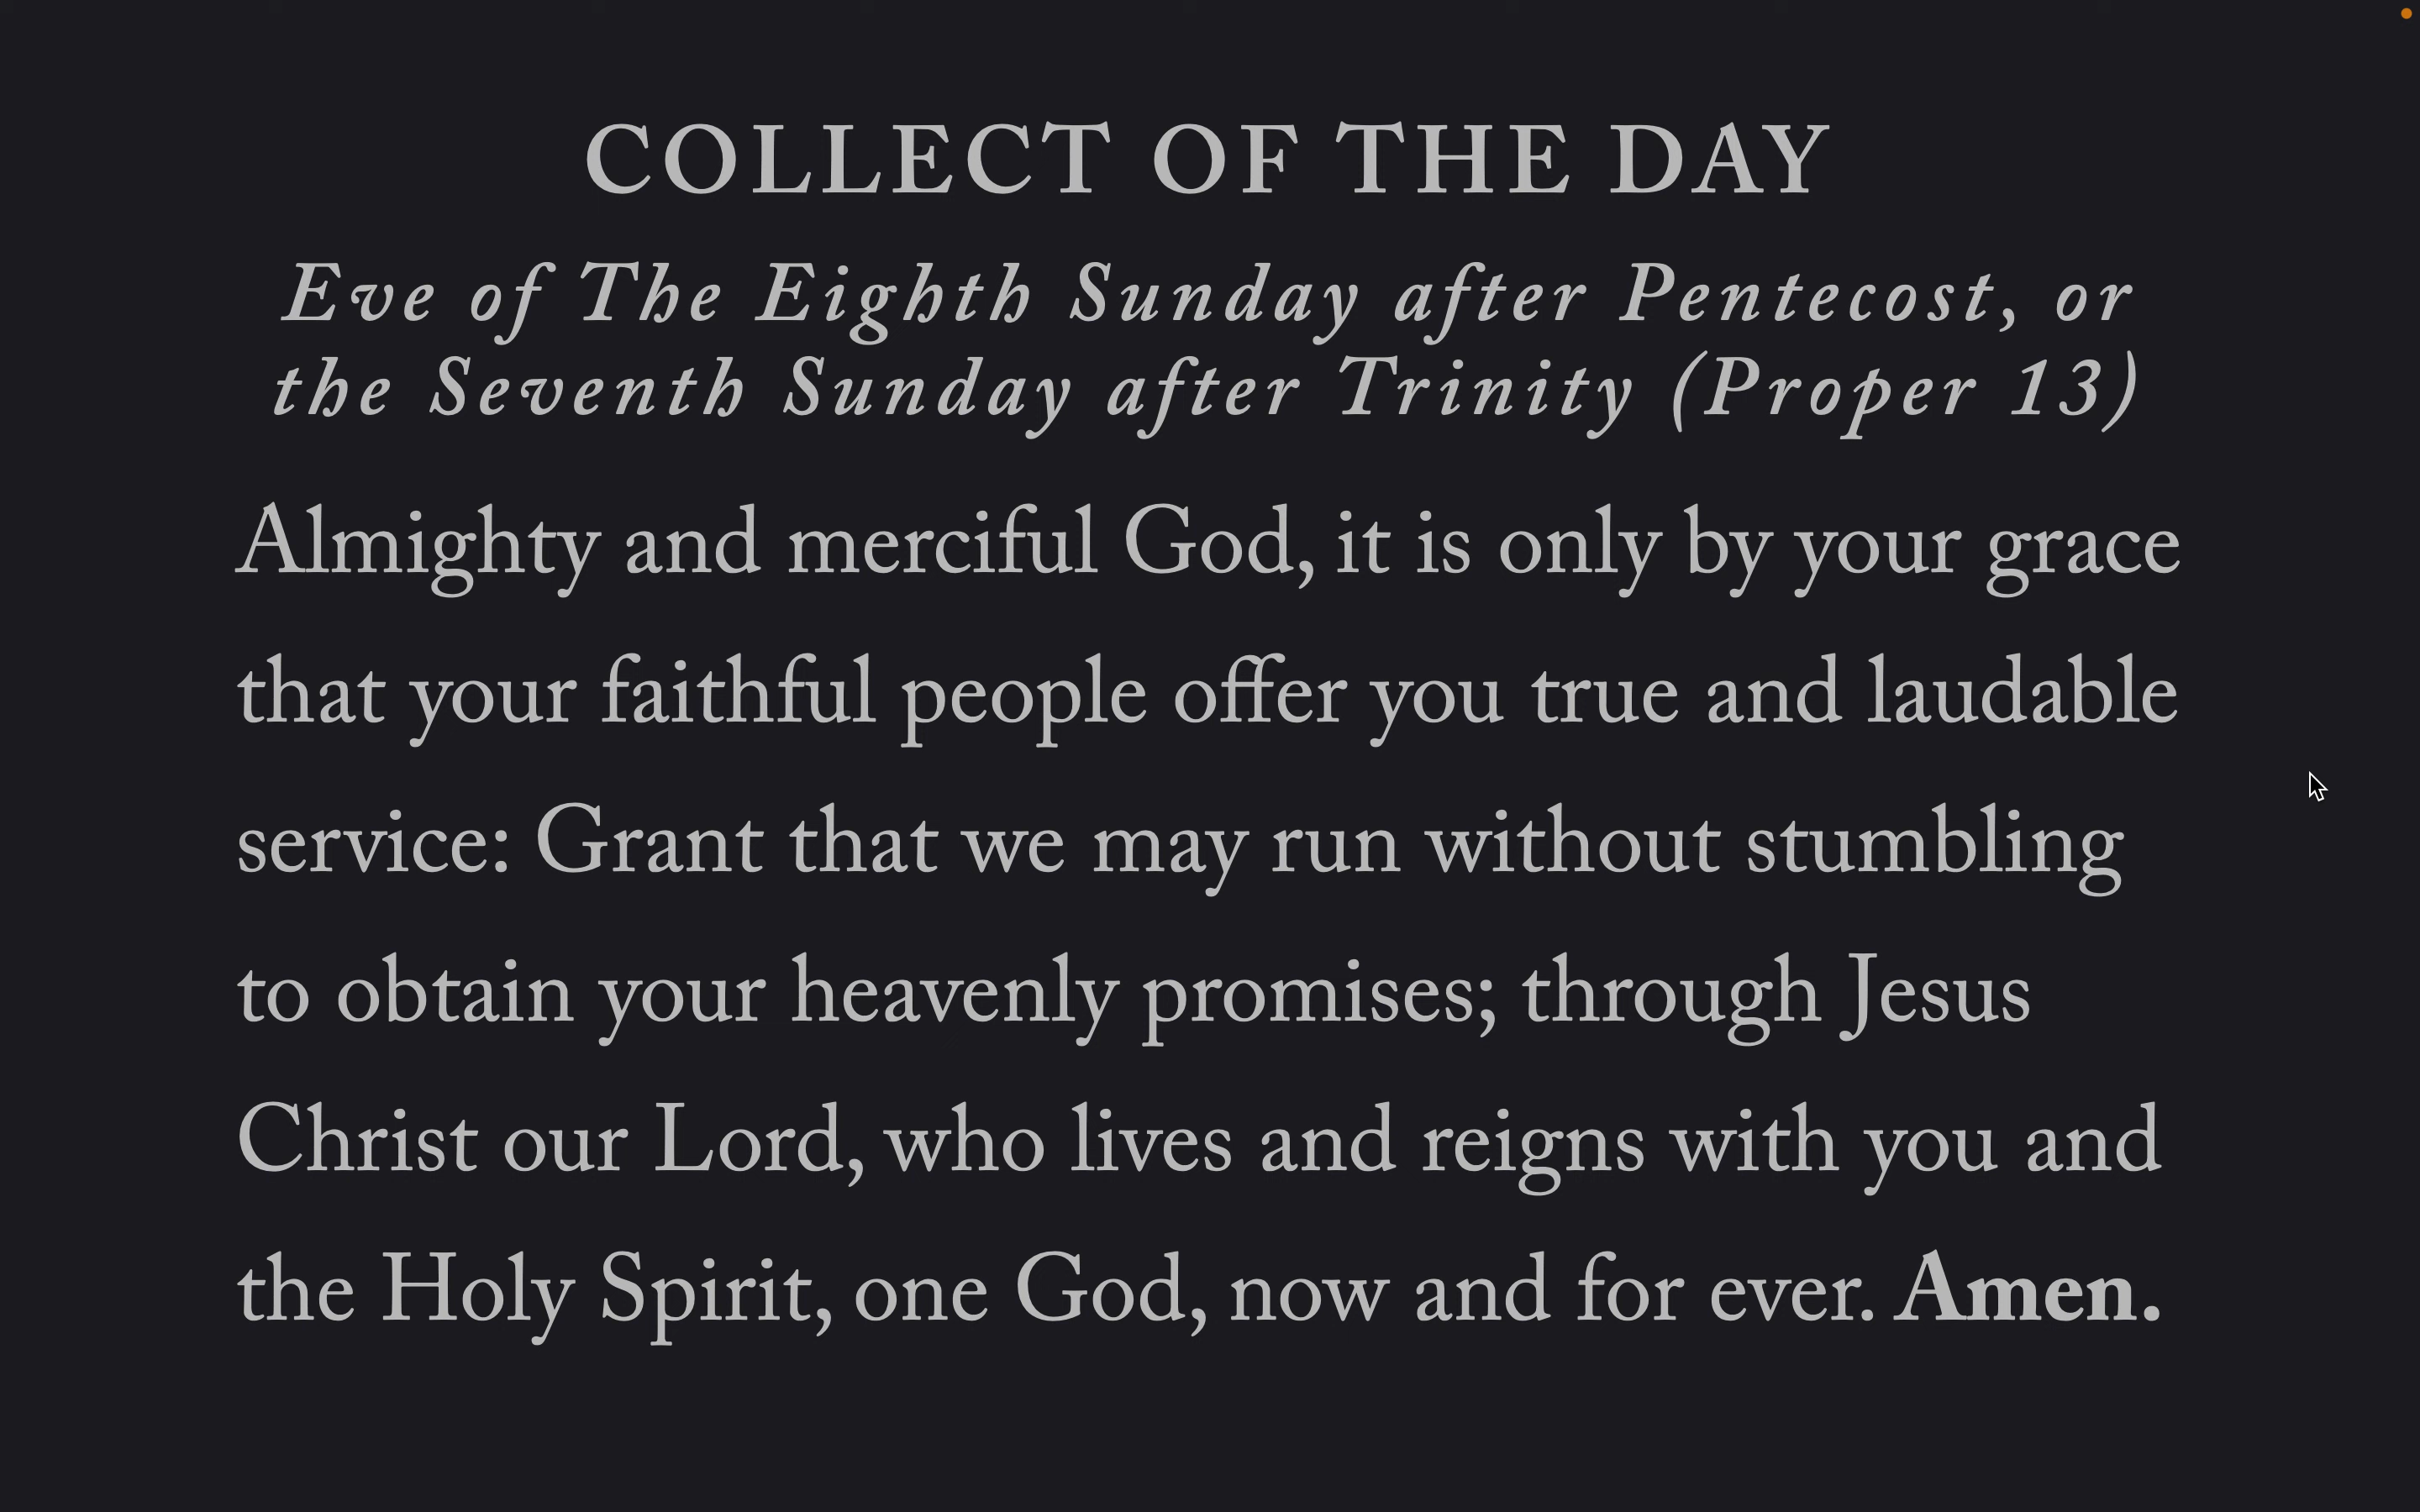 COLLECT OF THE DAY
Eve of The Eighth Sunday after Pentecost, or
the Seventh Sunday after Trinity (Proper 13)
Almighty and merciful God, it is only by your grace
that your faithful people offer you true and laudable
service: Grant that we may run without stumbling
to obtain your heavenly promises; through Jesus
Christ our Lord, who lives and reigns with you and
the Holy Spirit, one God, now and for ever. Amen.